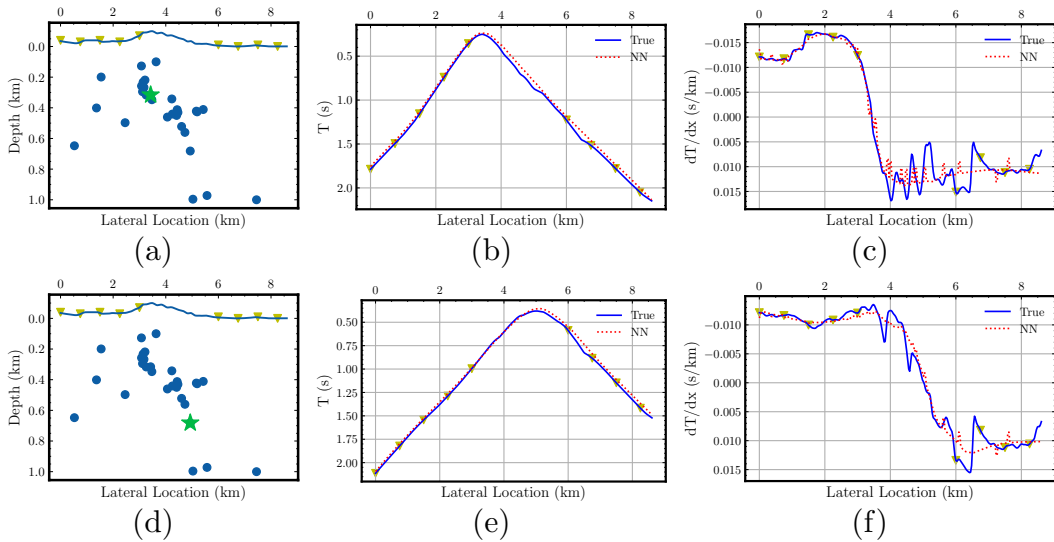 0 2 4 6 8
0.0
0.2
0.4
0.6
0.8
1.0
Depth (km)
Lateral Location (km)
(a)
0 2 4 6 8
0.5
1.0
1.5
2.0
T (s)
True
NN
Lateral Location (km)
(b)
0 2 4 6 8
−0.015
−0.010
−0.005
0.000
0.005
0.010
0.015
dT/dx (s/km)
True
NN
Lateral Location (km)
(c)
0 2 4 6 8
0.0
0.2
0.4
0.6
0.8
1.0
Depth (km)
Lateral Location (km)
(d)
0 2 4 6 8
0.50
0.75
1.00
1.25
1.50
1.75
2.00
T (s)
True
NN
Lateral Location (km)
(e)
0 2 4 6 8
−0.010
−0.005
0.000
0.005
0.010
0.015
dT/dx (s/km)
True
NN
Lateral Location (km)
(f)